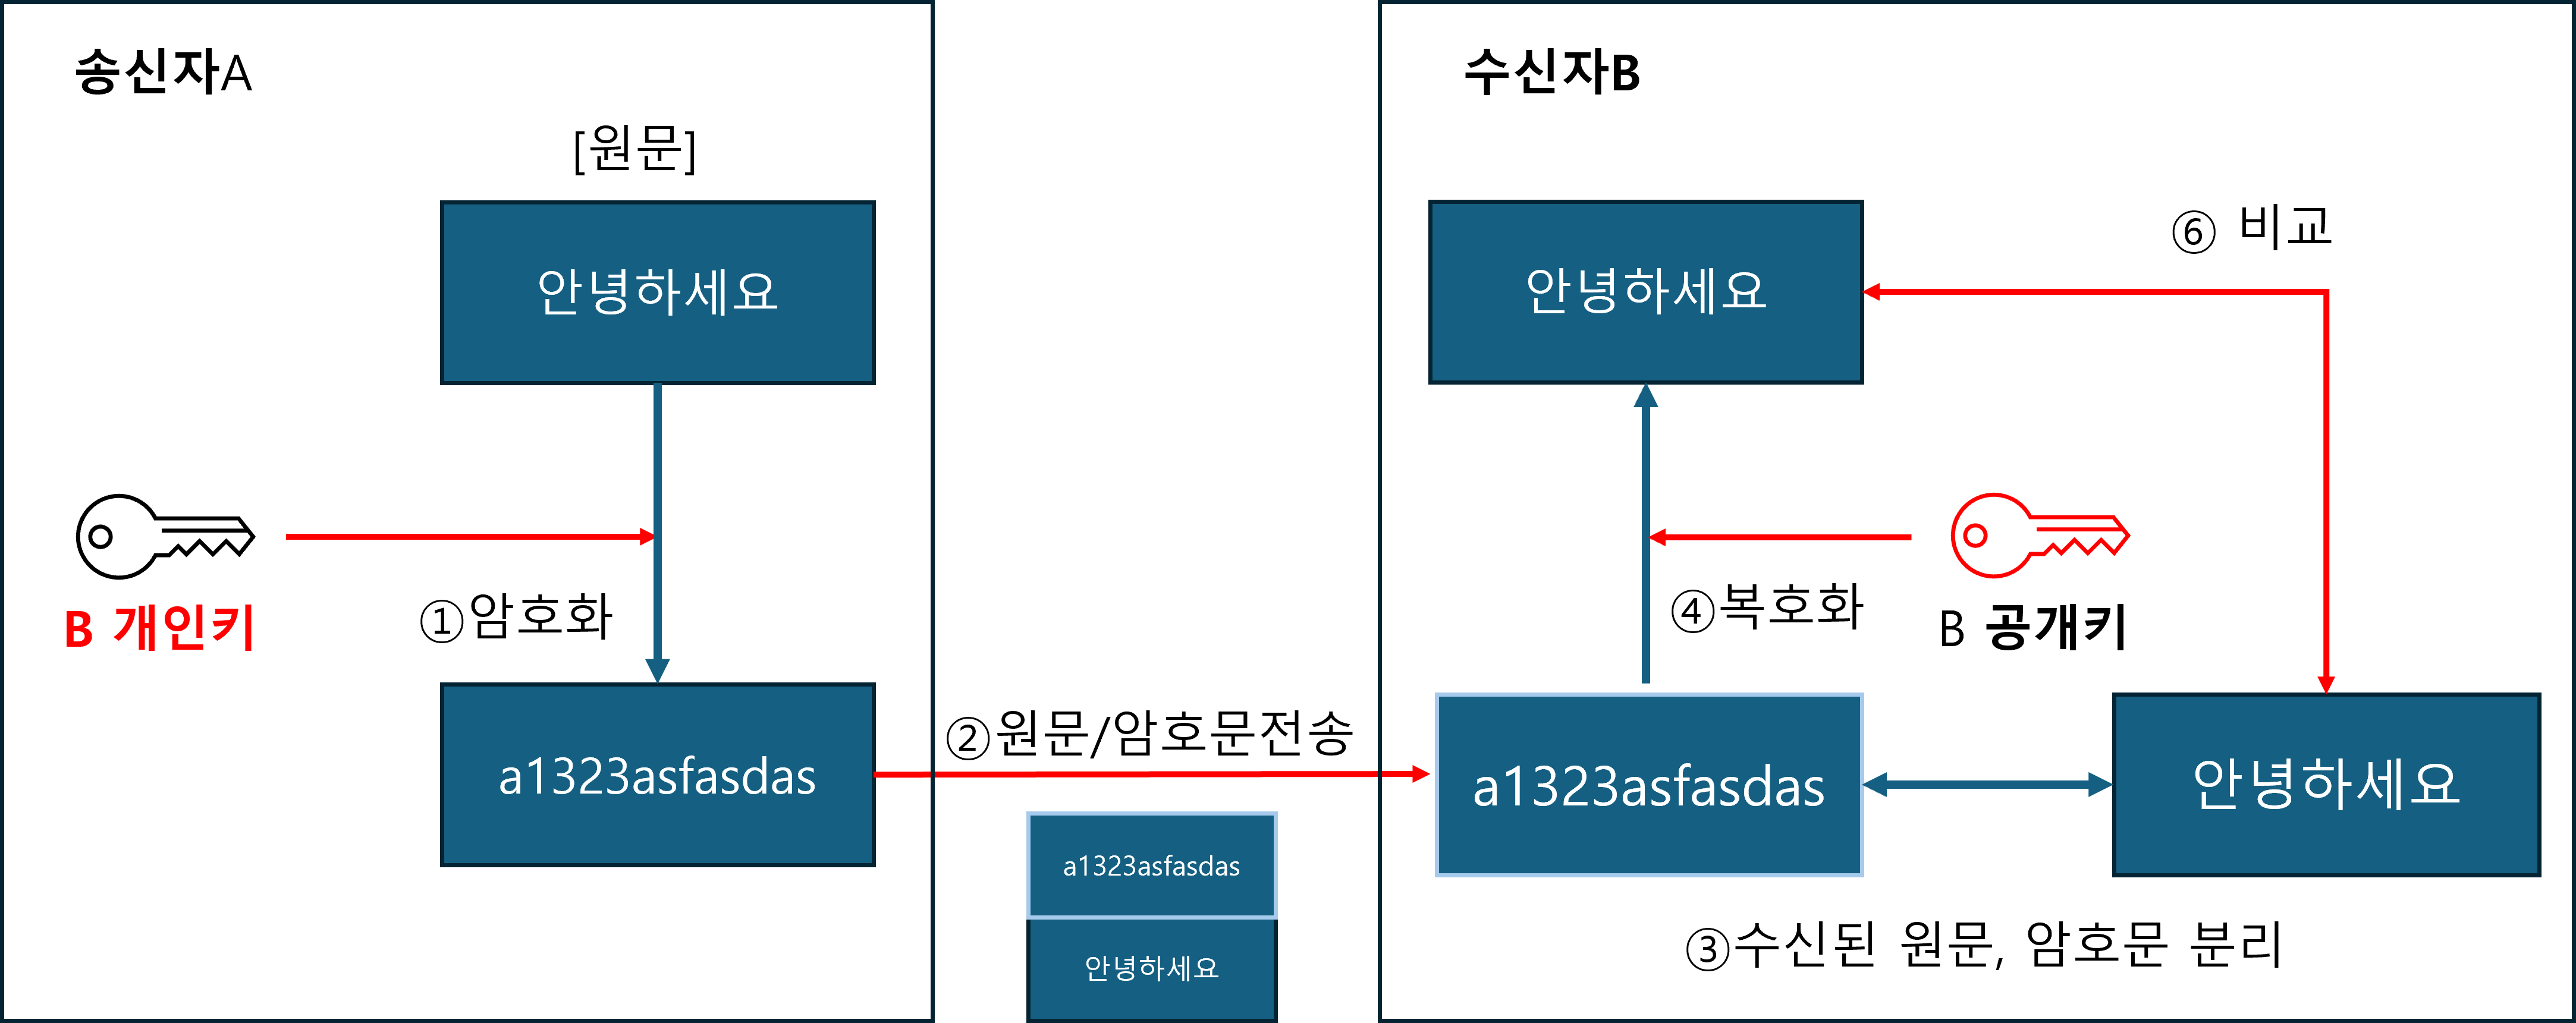 송신자A
[원문]
안녕하세요
B 개인키
①암호화
a1323asfasdas
②원문/암호문전송
a1323asfasdas
안녕하세요
수신자B
안녕하세요
⑥ 비교
④복호화
B 공개키
a1323asfasdas
안녕하세요
③수신된 원문, 암호문 분리